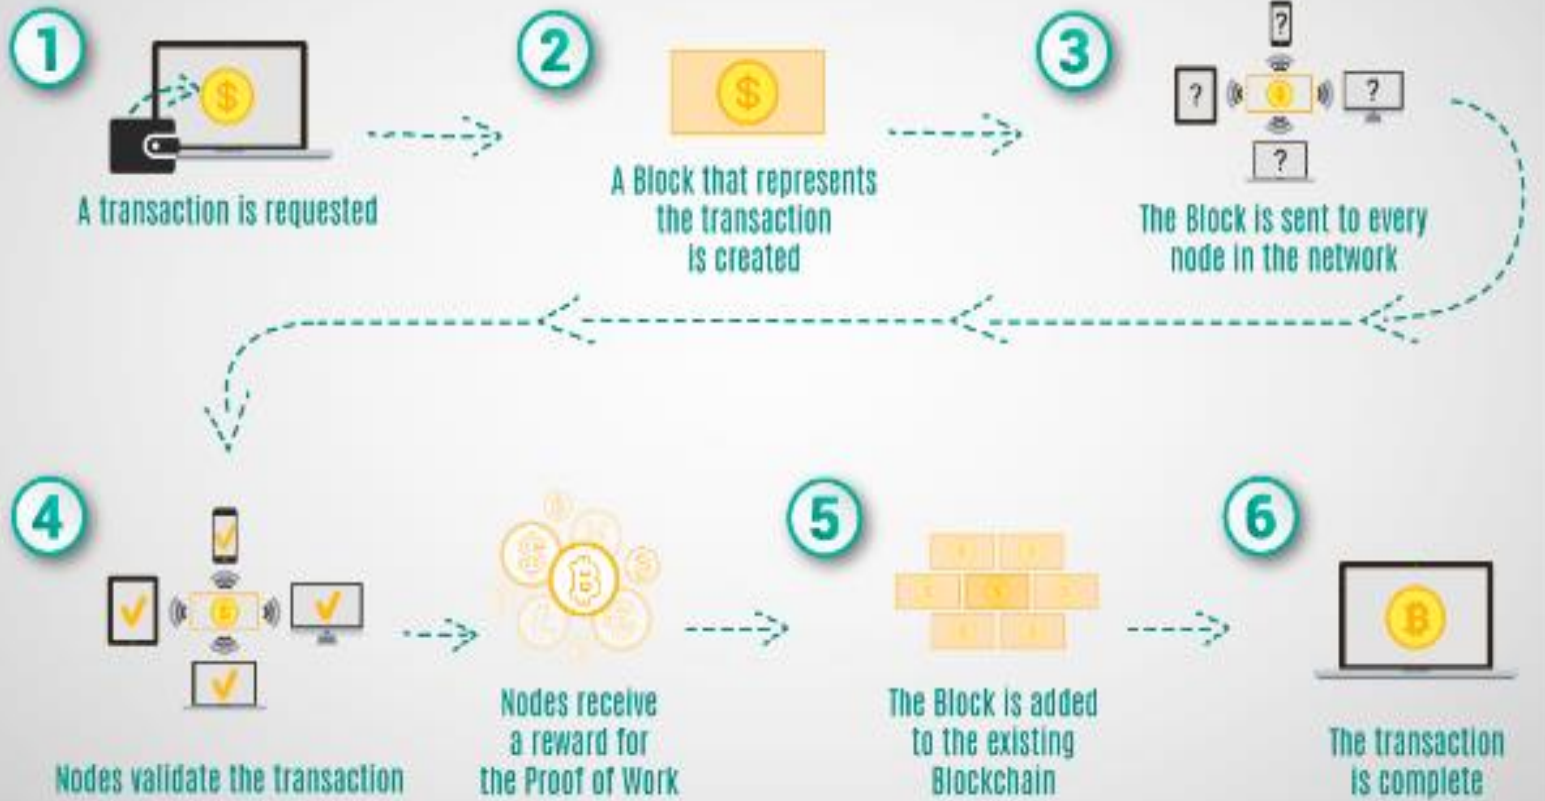 1
A transaction is requested
2
A Block that represents
the transaction
is created
3
?
?
?
?
The Block is sent to every
node in the network
4
Nodes validate the transaction
Nodes receive
a reward for
the Proof of Work
5
The Block is added
to the existing
Blockchain
6
The transaction
is complete